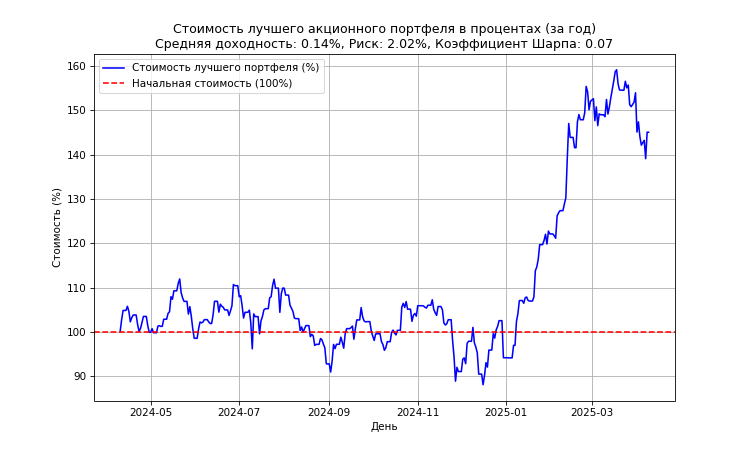 Стоимость лучшего акционного портфеля в процентах (за год)
Средняя доходность: 0.14%, Риск: 2.02%, Коэффициент Шарпа: 0.07
Стоимость лучшего портфеля (%)
Начальная стоимость (100%)
Стоимость (%)
160
150
140
130
120
110
100
90
2024-05
2024-07
2024-09
2024-11
2025-01
2025-03
День